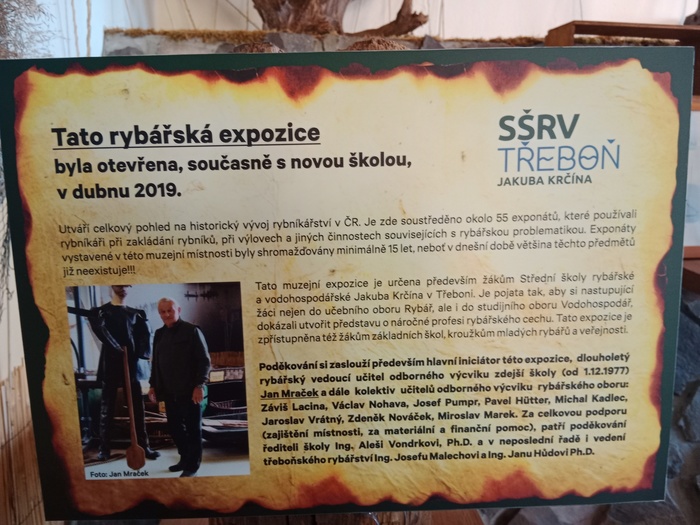 Tato rybářská expozice
byla otevřena, současně s novou školou,
v dubnu 2019.
SŠRV
TŘEBOŇ
JAKUBA KRČÍNA
Utváří celkový pohled na historický vývoj rybníkářství v ČR. Je zde soustředěno okolo 55 exponátů, které používali
rybníkáři při zakládání rybníků, při výlovech a jiných činnostech souvisejících s rybářskou problematikou. Exponáty
vystavené v této muzejní místnosti byly shromažďovány minimálně 15 let, neboť v dnešní době většina těchto předmětů
již neexistuje!!!
Tato muzejní expozice je určena především žákům Střední školy rybářské
a vodohospodářské Jakuba Krčína v Třeboni. Je pojata tak, aby si nastupující
žáci nejen do učebního oboru Rybář, ale i do studijního oboru Vodohospodář,
dokázali utvořit představu o náročné profesi rybářského cechu. Tato expozice je
zpřístupněna též žákům základních škol, kroužkům mladých rybářů a veřejnosti.
Poděkování si zaslouží především hlavní iniciátor této expozice, dlouholetý
rybářský vedoucí učitel odborného výcviku zdejší školy (od 1.12.1977)
Jan Mraček a dále kolektiv učitelů odborného výcviku rybářského oboru:
Záviš Lacina, Václav Nohava, Josef Pumpr, Pavel Hütter, Michal Kadlec,
Jaroslav Vrátný, Zdeněk Nováček, Miroslav Marek. Za celkovou podporu
(zajištění místnosti, za materiální a finanční pomoc), patří poděkování
řediteli školy Ing. Aleši Vondrkovi, Ph.D. a v neposlední řadě i vedení
třeboňského rybářství Ing. Josefu Malechovi a Ing. Janu Hůdovi Ph.D.
Foto: Jan Mraček